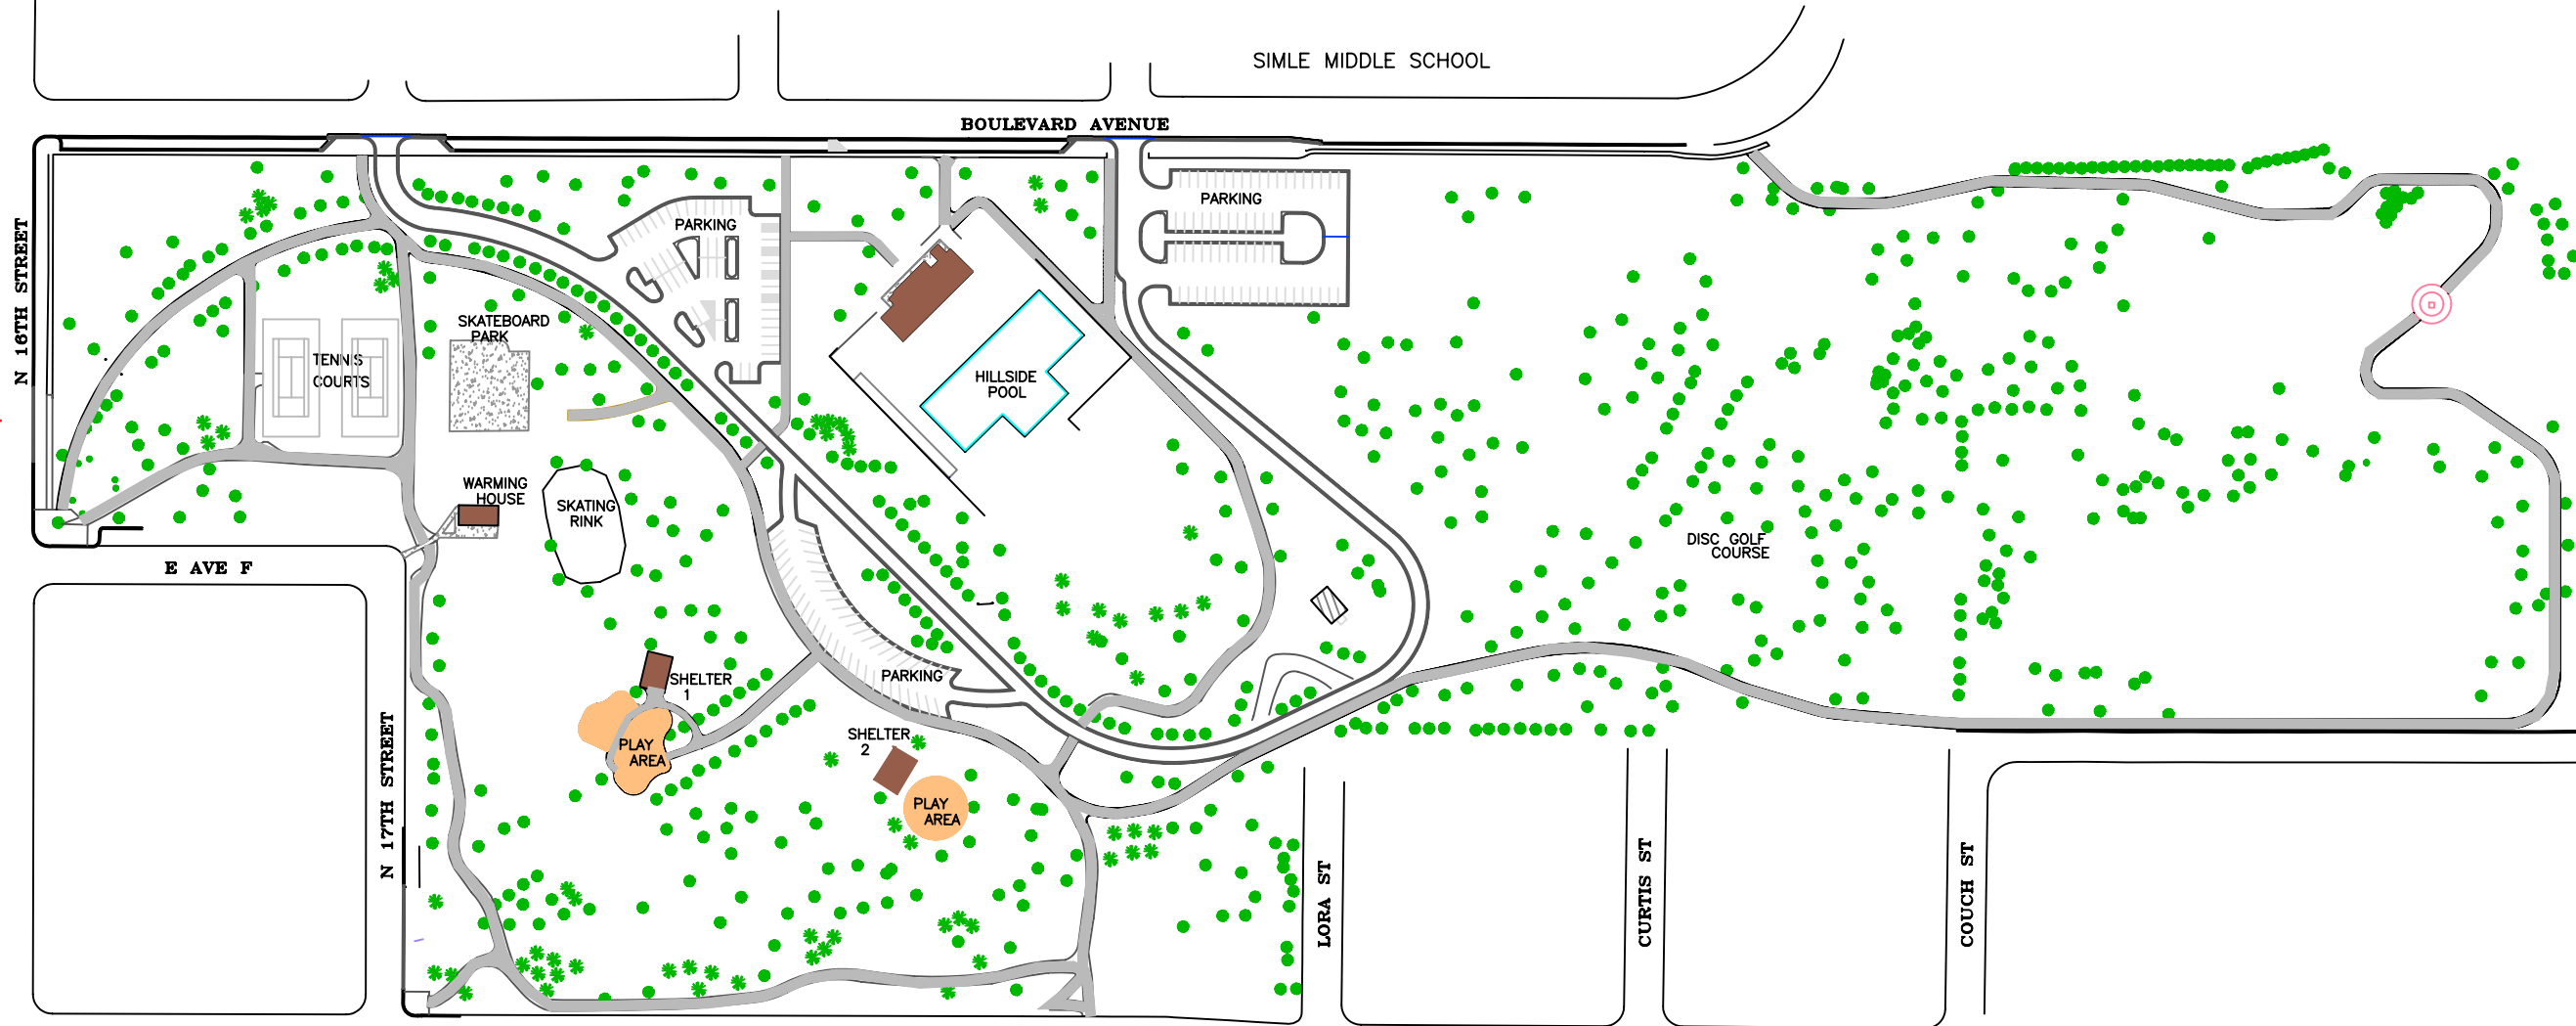 SIMLE MIDDLE SCHOOL
BOULEVARD AVENUE
PARKING
PARKING
N 16TH STREET
SKATEBOARD
PARK
TENNIS
COURTS
HILLSIDE
POOL
WARMING
HOUSE
SKATING
RINK
DISC GOLF
COURSE
E AVE F
PARKING
SHELTER
1
SHELTER
2
PLAY
AREA
PLAY
AREA
N 17TH STREET
LORA ST
CURTIS ST
COUCH ST